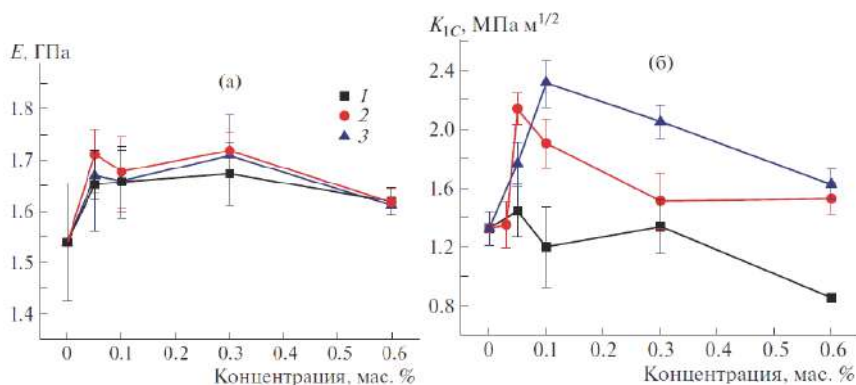 E, ГПа
(а)
1
2
3
1.8
1.7
1.6
1.5
1.4
0 0.1 0.2 0.3 0.4 0.5 0.6
Концентрация, мас. %
K1C, МПа м1/2
(б)
2.4
2.0
1.6
1.2
0.8
0 0.1 0.2 0.3 0.4 0.5 0.6
Концентрация, мас. %